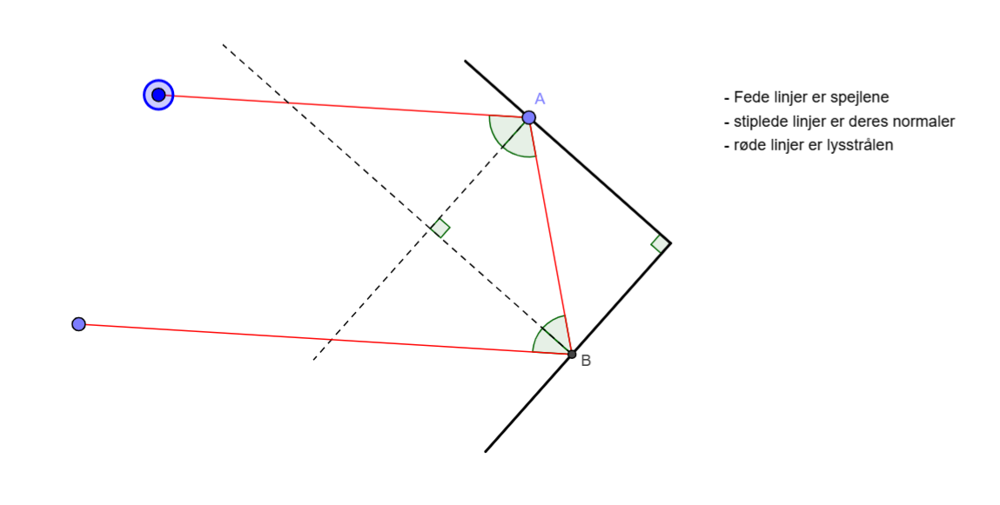 A
- Fede linjer er spejlene
- stiplede linjer er deres normaler
- røde linjer er lysstrålen
B